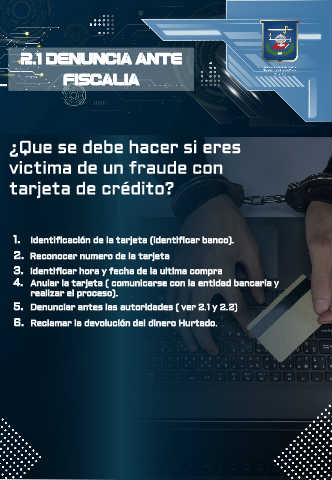 2.1 DENUNCIA ANTE
FISCALIA
¿Que se debe hacer si eres
victima de un fraude con
tarjeta de crédito?
1. Identificación de la tarjeta (identificar banco).
2. Reconocer numero de la tarjeta
3. Identificar hora y fecha de la ultima compra
4. Anular la tarjeta ( comunicarse con la entidad bancaria y
realizar el proceso).
5. Denunciar antes las autoridades ( ver 2.1 y 2.2)
6. Reclamar la devolución del dinero Hurtado.